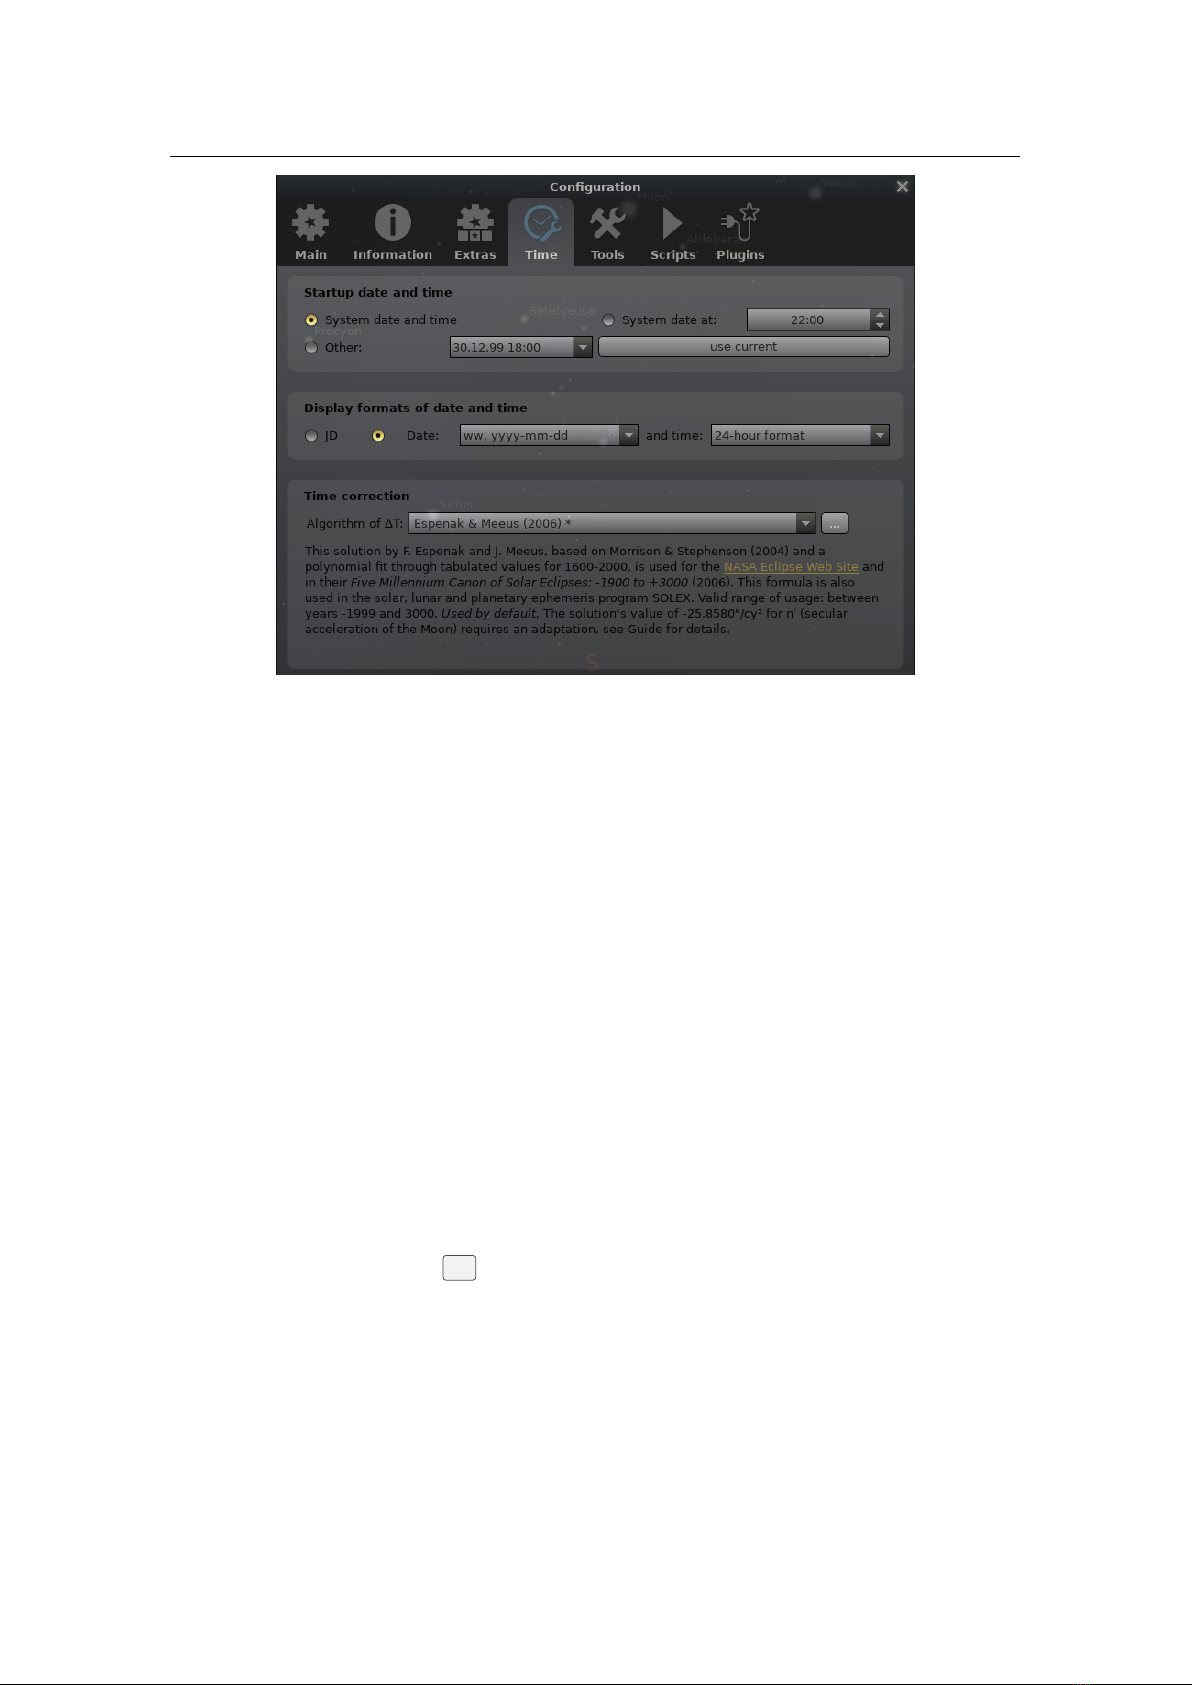 Configuration
Venus
Moon
Aldebaran
Main Information Extras Time Tools Scripts Plugins
Startup date and time
Betelgeuse
System date and time System date at: 22:00
Procyon
Other: 30.12.99 18:00 use current
Display formats of date and time
JD Date: ww, yyyy-mm-dd and time: 24-hour format
Time correction
Sirius
Algorithm of ΔT: Espenak & Meeus (2006) * ...
This solution by F. Espenak and J. Meeus, based on Morrison & Stephenson (2004) and a
polynomial fit through tabulated values for 1600-2000, is used for the NASA Eclipse Web Site and
in their Five Millennium Canon of Solar Eclipses: -1900 to +3000 (2006). This formula is also
used in the solar, lunar and planetary ephemeris program SOLEX. Valid range of usage: between
years -1999 and 3000. Used by default. The solution's value of -25.8580"/cy² for n˙ (secular
acceleration of the Moon) requires an adaptation, see Guide for details.
S